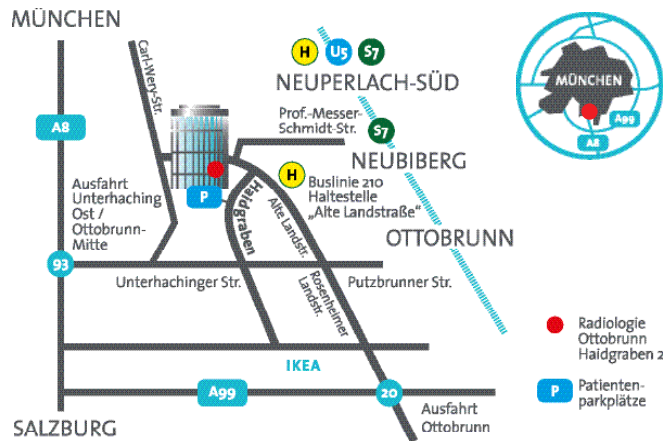 MÜNCHEN
Carl-Wery-Str.
H
U5
S7
NEUPERLACH-SÜD
MÜNCHEN
A99
A8
A8
Prof.-Messer-
Schmidt-Str.
S7
NEUBIBERG
H
Buslinie 210
Haltestelle
„Alte Landstraße“
P
Haidgraben
Alte Landstr.
Ausfahrt
Unterhaching
Ost /
Ottobrunn-
Mitte
OTTOBRUNN
93
Unterhachinger Str.
Rosenheimer
Landstr.
Putzbrunner Str.
Radiologie
Ottobrunn
Haidgraben 2
IKEA
P
Patienten-
parkplätze
A99
20
Ausfahrt
Ottobrunn
SALZBURG